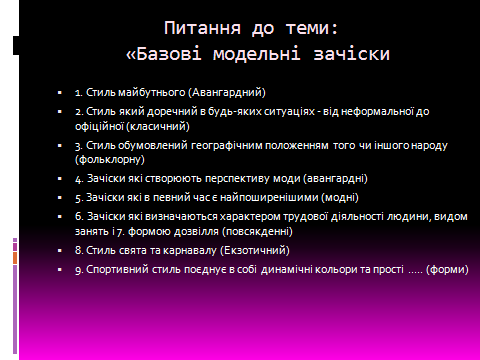 Питання до теми:
«Базові модельні зачіски
1. Стиль майбутнього (Авангардний)
2. Стиль який доречний в будь-яких ситуаціях - від неформальної до
офіційної (класичний)
3. Стиль обумовлений географічним положенням того чи іншого народу
(фольклорну)
4. Зачіски які створюють перспективу моди (авангардні)
5. Зачіски які в певний час є найпоширенішими (модні)
6. Зачіски які визначаються характером трудової діяльності людини, видом
занять і 7. формою дозвілля (повсякденні)
8. Стиль свята та карнавалу (Екзотичний)
9. Спортивний стиль поєднує в собі динамічні кольори та прості ..... (форми)